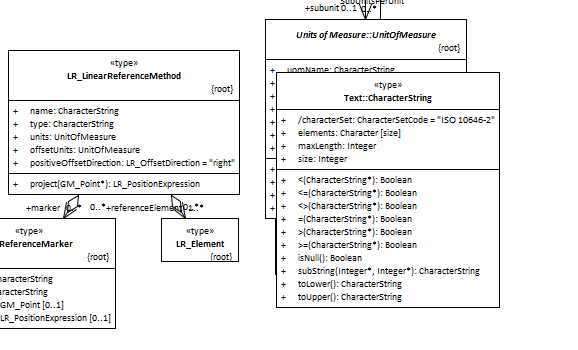 SubUnitsPerUnit
+subunit 0..1
Units of Measure::UnitOfMeasure
{root}
+ uomName: CharacterString
+
+
+
+
+
+
+
«type»
LR_LinearReferenceMethod
{root}
+ name: CharacterString
+ type: CharacterString
+ units: UnitOfMeasure
+ offsetUnits: UnitOfMeasure
+ positiveOffsetDirection: LR_OffsetDirection = "right"
+ project(GM_Point*): LR_PositionExpression
«type»
Text::CharacterString
+ /characterSet: CharacterSetCode = "ISO 10646-2"
+ elements: Character [size]
+ maxLength: Integer
+ size: Integer
+ <(CharacterString*): Boolean
+ <=(CharacterString*): Boolean
+ <>(CharacterString*): Boolean
+ =(CharacterString*): Boolean
+ >(CharacterString*): Boolean
+ >=(CharacterString*): Boolean
+ isNull(): Boolean
+ subString(Integer*, Integer*): CharacterString
+ toLower(): CharacterString
+ toUpper(): CharacterString
+marker
0..*
+referenceElement
«type»
ReferenceMarker
{root}
haracterString
aracterString
GM_Point [0..1]
LR_PositionExpression [0..1]
«type»
LR_Element
{root}